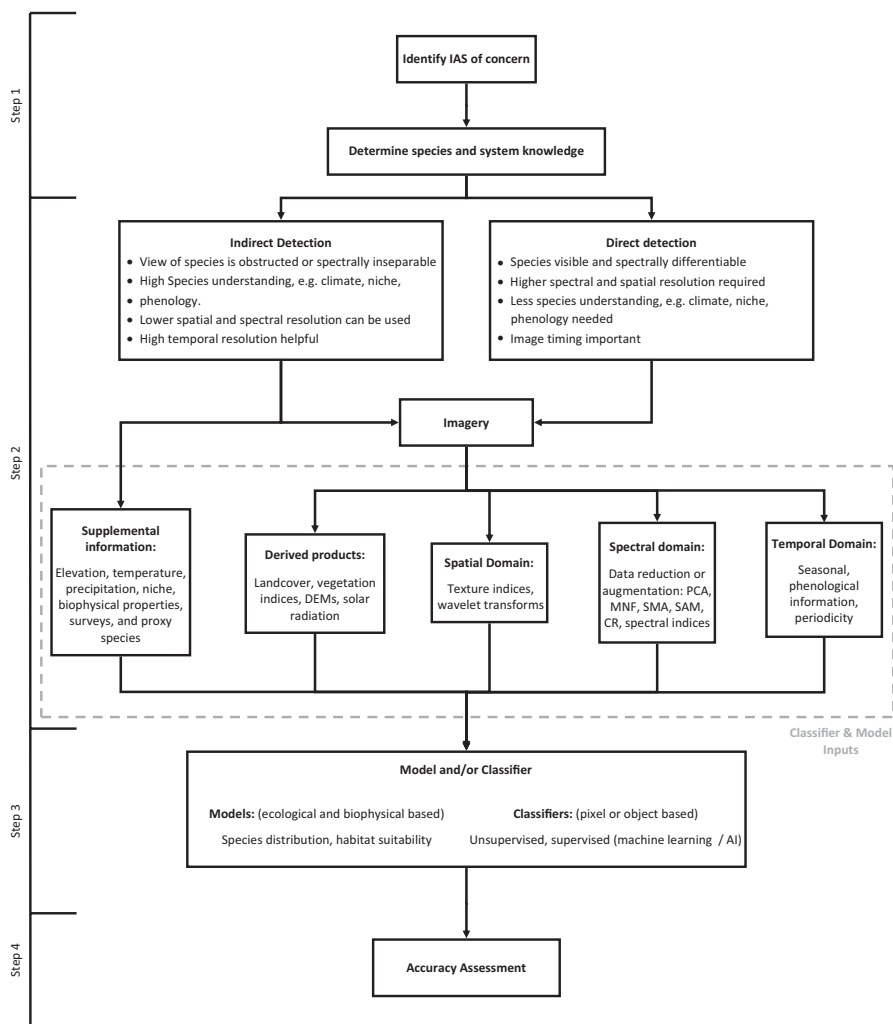 Step 1
Identify IAS of concern
Determine species and system knowledge
Step 2
Indirect Detection
• View of species is obstructed or spectrally inseparable
• High Species understanding, e.g. climate, niche,
• phenology.
• Lower spatial and spectral resolution can be used
• High temporal resolution helpful
Direct detection
• Species visible and spectrally differentiable
• Higher spectral and spatial resolution required
• Less species understanding, e.g. climate, niche,
phenology needed
• Image timing important
Imagery
Supplemental
information:
Elevation, temperature,
precipitation, niche,
biophysical properties,
surveys, and proxy
species
Derived products:
Landcover, vegetation
indices, DEMs, solar
radiation
Spatial Domain:
Texture indices,
wavelet transforms
Spectral domain:
Data reduction or
augmentation: PCA,
MNF, SMA, SAM,
CR, spectral indices
Temporal Domain:
Seasonal,
phenological
information,
periodicity
Classifier & Model
Inputs
Step 3
Model and/or Classifier
Models: (ecological and biophysical based)
Species distribution, habitat suitability
Classifiers: (pixel or object based)
Unsupervised, supervised (machine learning / AI)
Step 4
Accuracy Assessment